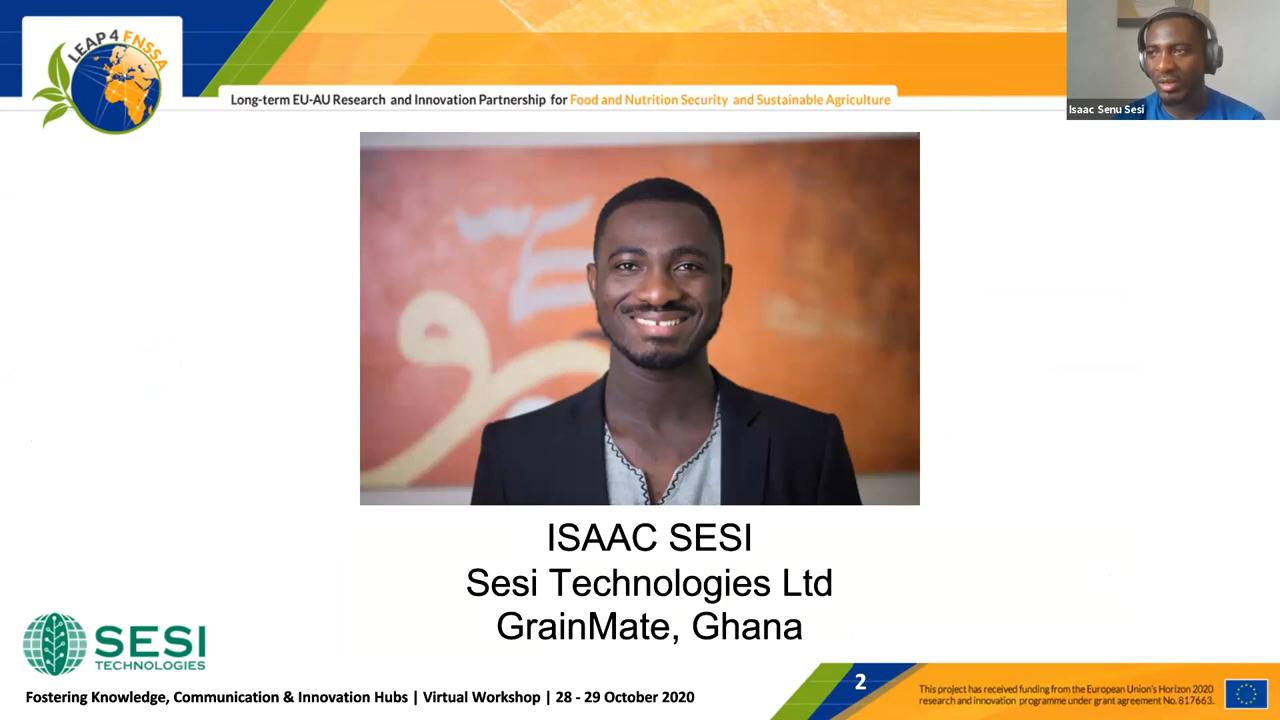 LEAP 4 FNSSA
Long-term EU-AU Research and Innovation Partnership for Food and Nutrition Security and Sustainable Agriculture
Isaac Senu Sesi
ISAAC SESI
Sesi Technologies Ltd
GrainMate, Ghana
SESI
TECHNOLOGIES
Fostering Knowledge, Communication & Innovation Hubs | Virtual Workshop | 28 - 29 October 2020
2
This project has received funding from the European Union's Horizon 2020
research and innovation programme under grant agreement No. 817663.